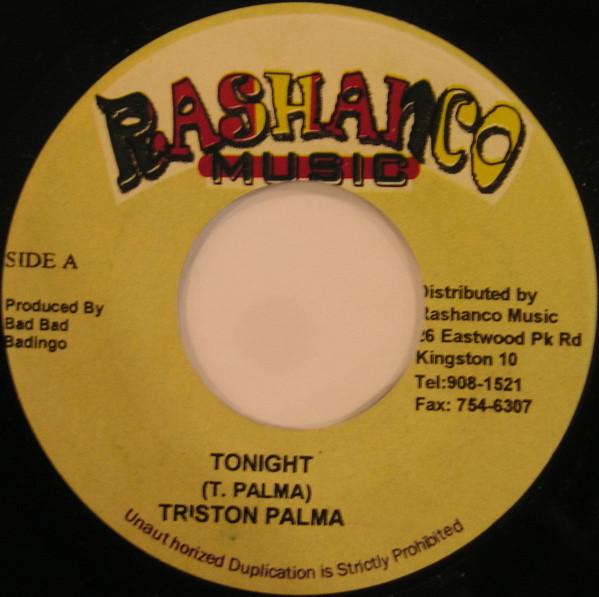 RASHANCO
MUSIC
SIDE A
Produced By
Bad Bad
Badingo
Distributed by
Rashanco Music
26 Eastwood Pk Rd
Kingston 10
Tel:908-1521
Fax: 754-6307
TONIGHT
(T. PALMA)
TRISTON PALMA
Unauthorized Duplication is Strictly Prohibited